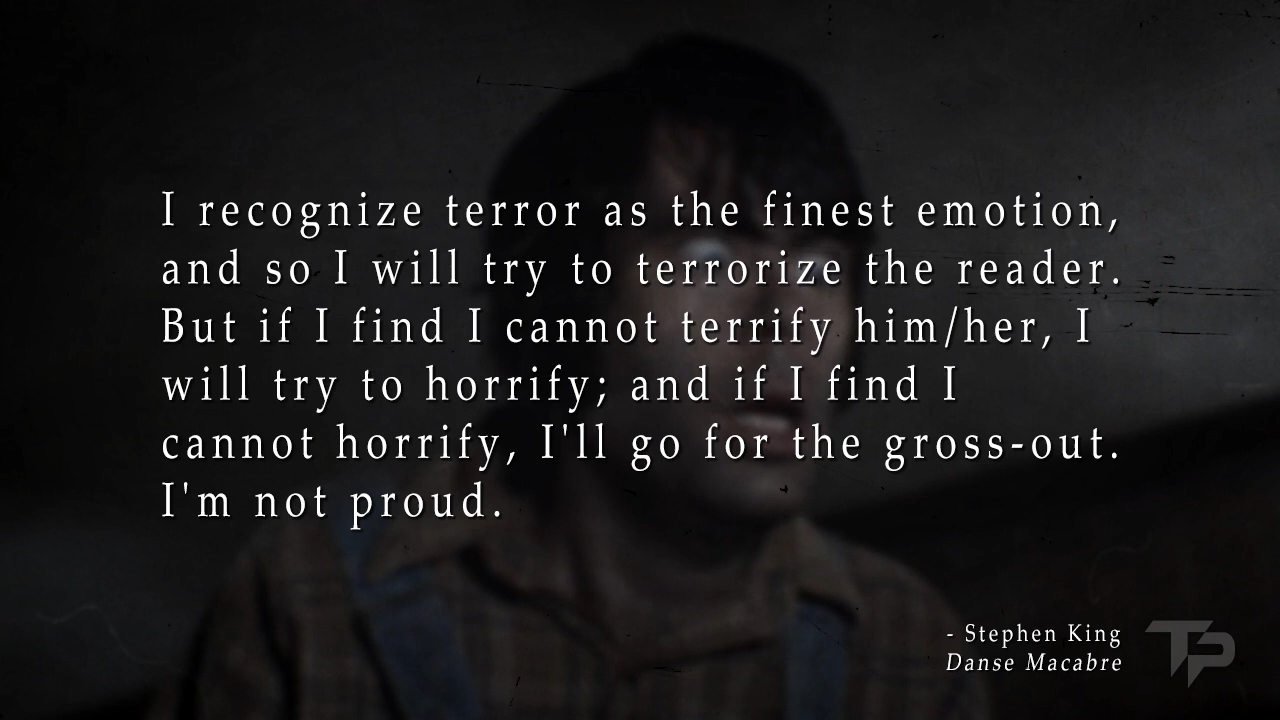 I recognize terror as the finest emotion,
and so I will try to terrorize the reader.
But if I find I cannot terrify him/her, I
will try to horrify; and if I find I
cannot horrify, I'll go for the gross-out.
I'm not proud.
- Stephen King
Danse Macabre
TP